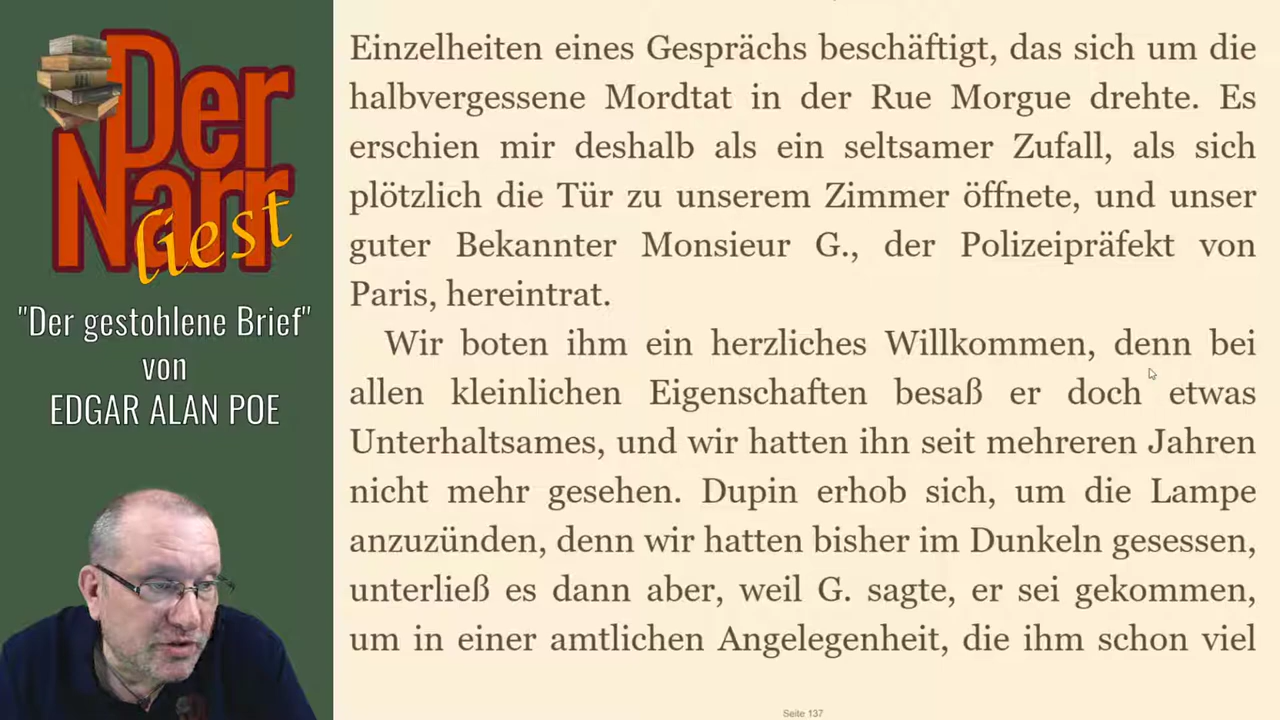 Der
Narr
liest
"Der gestohlene Brief"
von
EDGAR ALAN POE
Einzelheiten eines Gesprächs beschäftigt, das sich um die
halbvergessene Mordtat in der Rue Morgue drehte. Es
erschien mir deshalb als ein seltsamer Zufall, als sich
plötzlich die Tür zu unserem Zimmer öffnete, und unser
guter Bekannter Monsieur G., der Polizeipräfekt von
Paris, hereintrat.
Wir boten ihm ein herzliches Willkommen, denn bei
allen kleinlichen Eigenschaften besaß er doch etwas
Unterhaltsames, und wir hatten ihn seit mehreren Jahren
nicht mehr gesehen. Dupin erhob sich, um die Lampe
anzuzünden, denn wir hatten bisher im Dunkeln gesessen,
unterließ es dann aber, weil G. sagte, er sei gekommen,
um in einer amtlichen Angelegenheit, die ihm schon viel
Seite 137